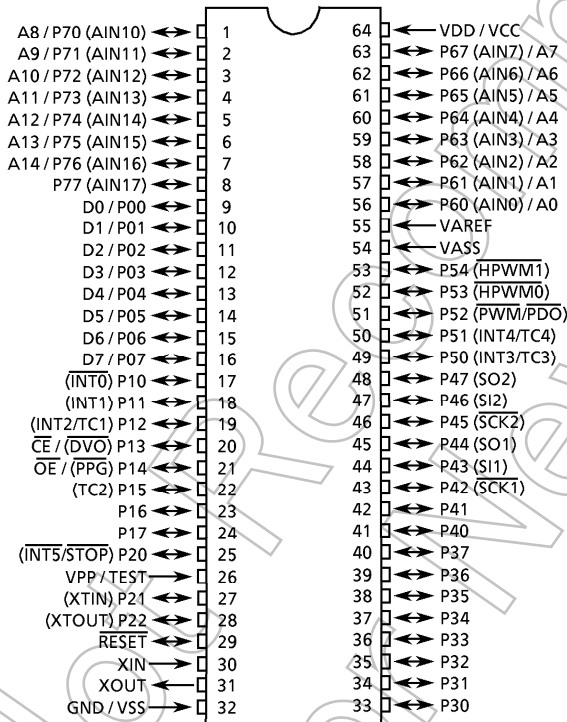 A8 / P70 (AIN10) 1 64 VDD / VCC
A9 / P71 (AIN11) 2 63 P67 (AIN7) / A7
A10 / P72 (AIN12) 3 62 P66 (AIN6) / A6
A11 / P73 (AIN13) 4 61 P65 (AIN5) / A5
A12 / P74 (AIN14) 5 60 P64 (AIN4) / A4
A13 / P75 (AIN15) 6 59 P63 (AIN3) / A3
A14 / P76 (AIN16) 7 58 P62 (AIN2) / A2
P77 (AIN17) 8 57 P61 (AIN1) / A1
D0 / P00 9 56 P60 (AIN0) / A0
D1 / P01 10 55 VAREF
D2 / P02 11 54 VASS
D3 / P03 12 53 P54 (HPWM1)
D4 / P04 13 52 P53 (HPWM0)
D5 / P05 14 51 P52 (PWM/PDO)
D6 / P06 15 50 P51 (INT4/TC4)
D7 / P07 16 49 P50 (INT3/TC3)
(INT0) P10 17 48 P47 (SO2)
(INT1) P11 18 47 P46 (SI2)
(INT2/TC1) P12 19 46 P45 (SCK2)
CE / (DVO) P13 20 45 P44 (SO1)
OE / (PPG) P14 21 44 P43 (SI1)
(TC2) P15 22 43 P42 (SCK1)
P16 23 42 P41
P17 24 41 P40
(INT5/STOP) P20 25 40 P37
VPP / TEST 26 39 P36
(XTIN) P21 27 38 P35
(XTOUT) P22 28 37 P34
RESET 29 36 P33
XIN 30 35 P32
XOUT 31 34 P31
GND / VSS 32 33 P30